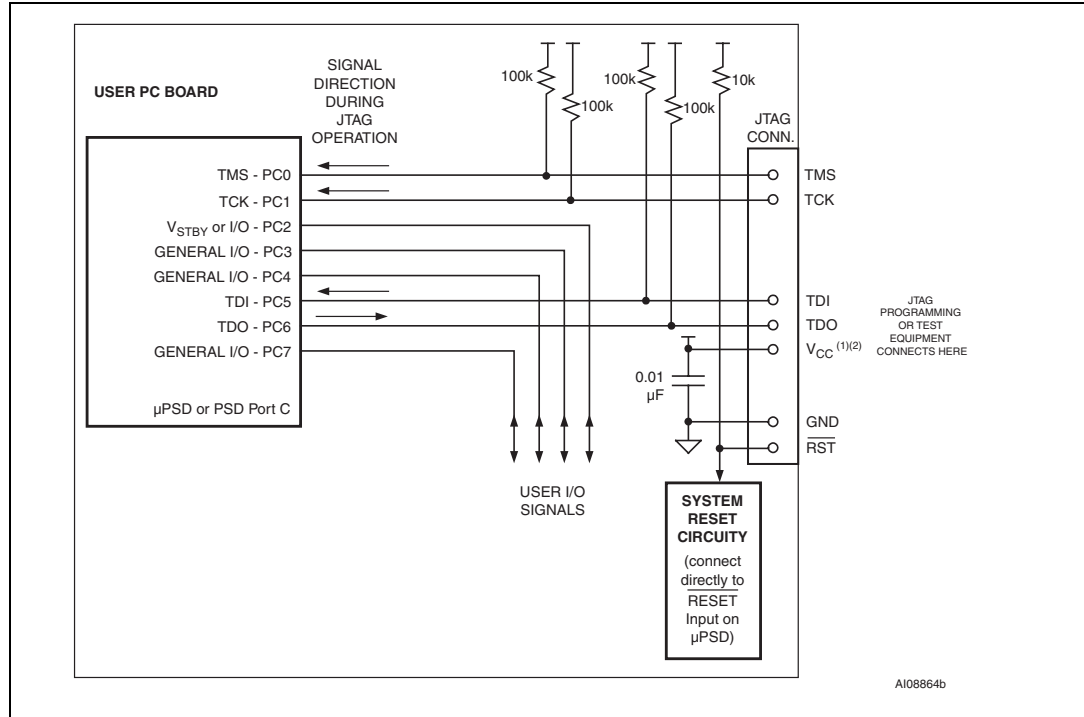 USER PC BOARD
SIGNAL
DIRECTION
DURING
JTAG
OPERATION
100k
100k
100k
100k
10k
JTAG
CONN.
TMS - PC0
TCK - PC1
VSTBY or I/O - PC2
GENERAL I/O - PC3
GENERAL I/O - PC4
TDI - PC5
TDO - PC6
GENERAL I/O - PC7
µPSD or PSD Port C
TMS
TCK
TDI
TDO
VCC (1)(2)
GND
RST
JTAG
PROGRAMMING
OR TEST
EQUIPMENT
CONNECTS HERE
0.01
µF
USER I/O
SIGNALS
SYSTEM
RESET
CIRCUITY
(connect
directly to
RESET
Input on
µPSD)
AI08864b